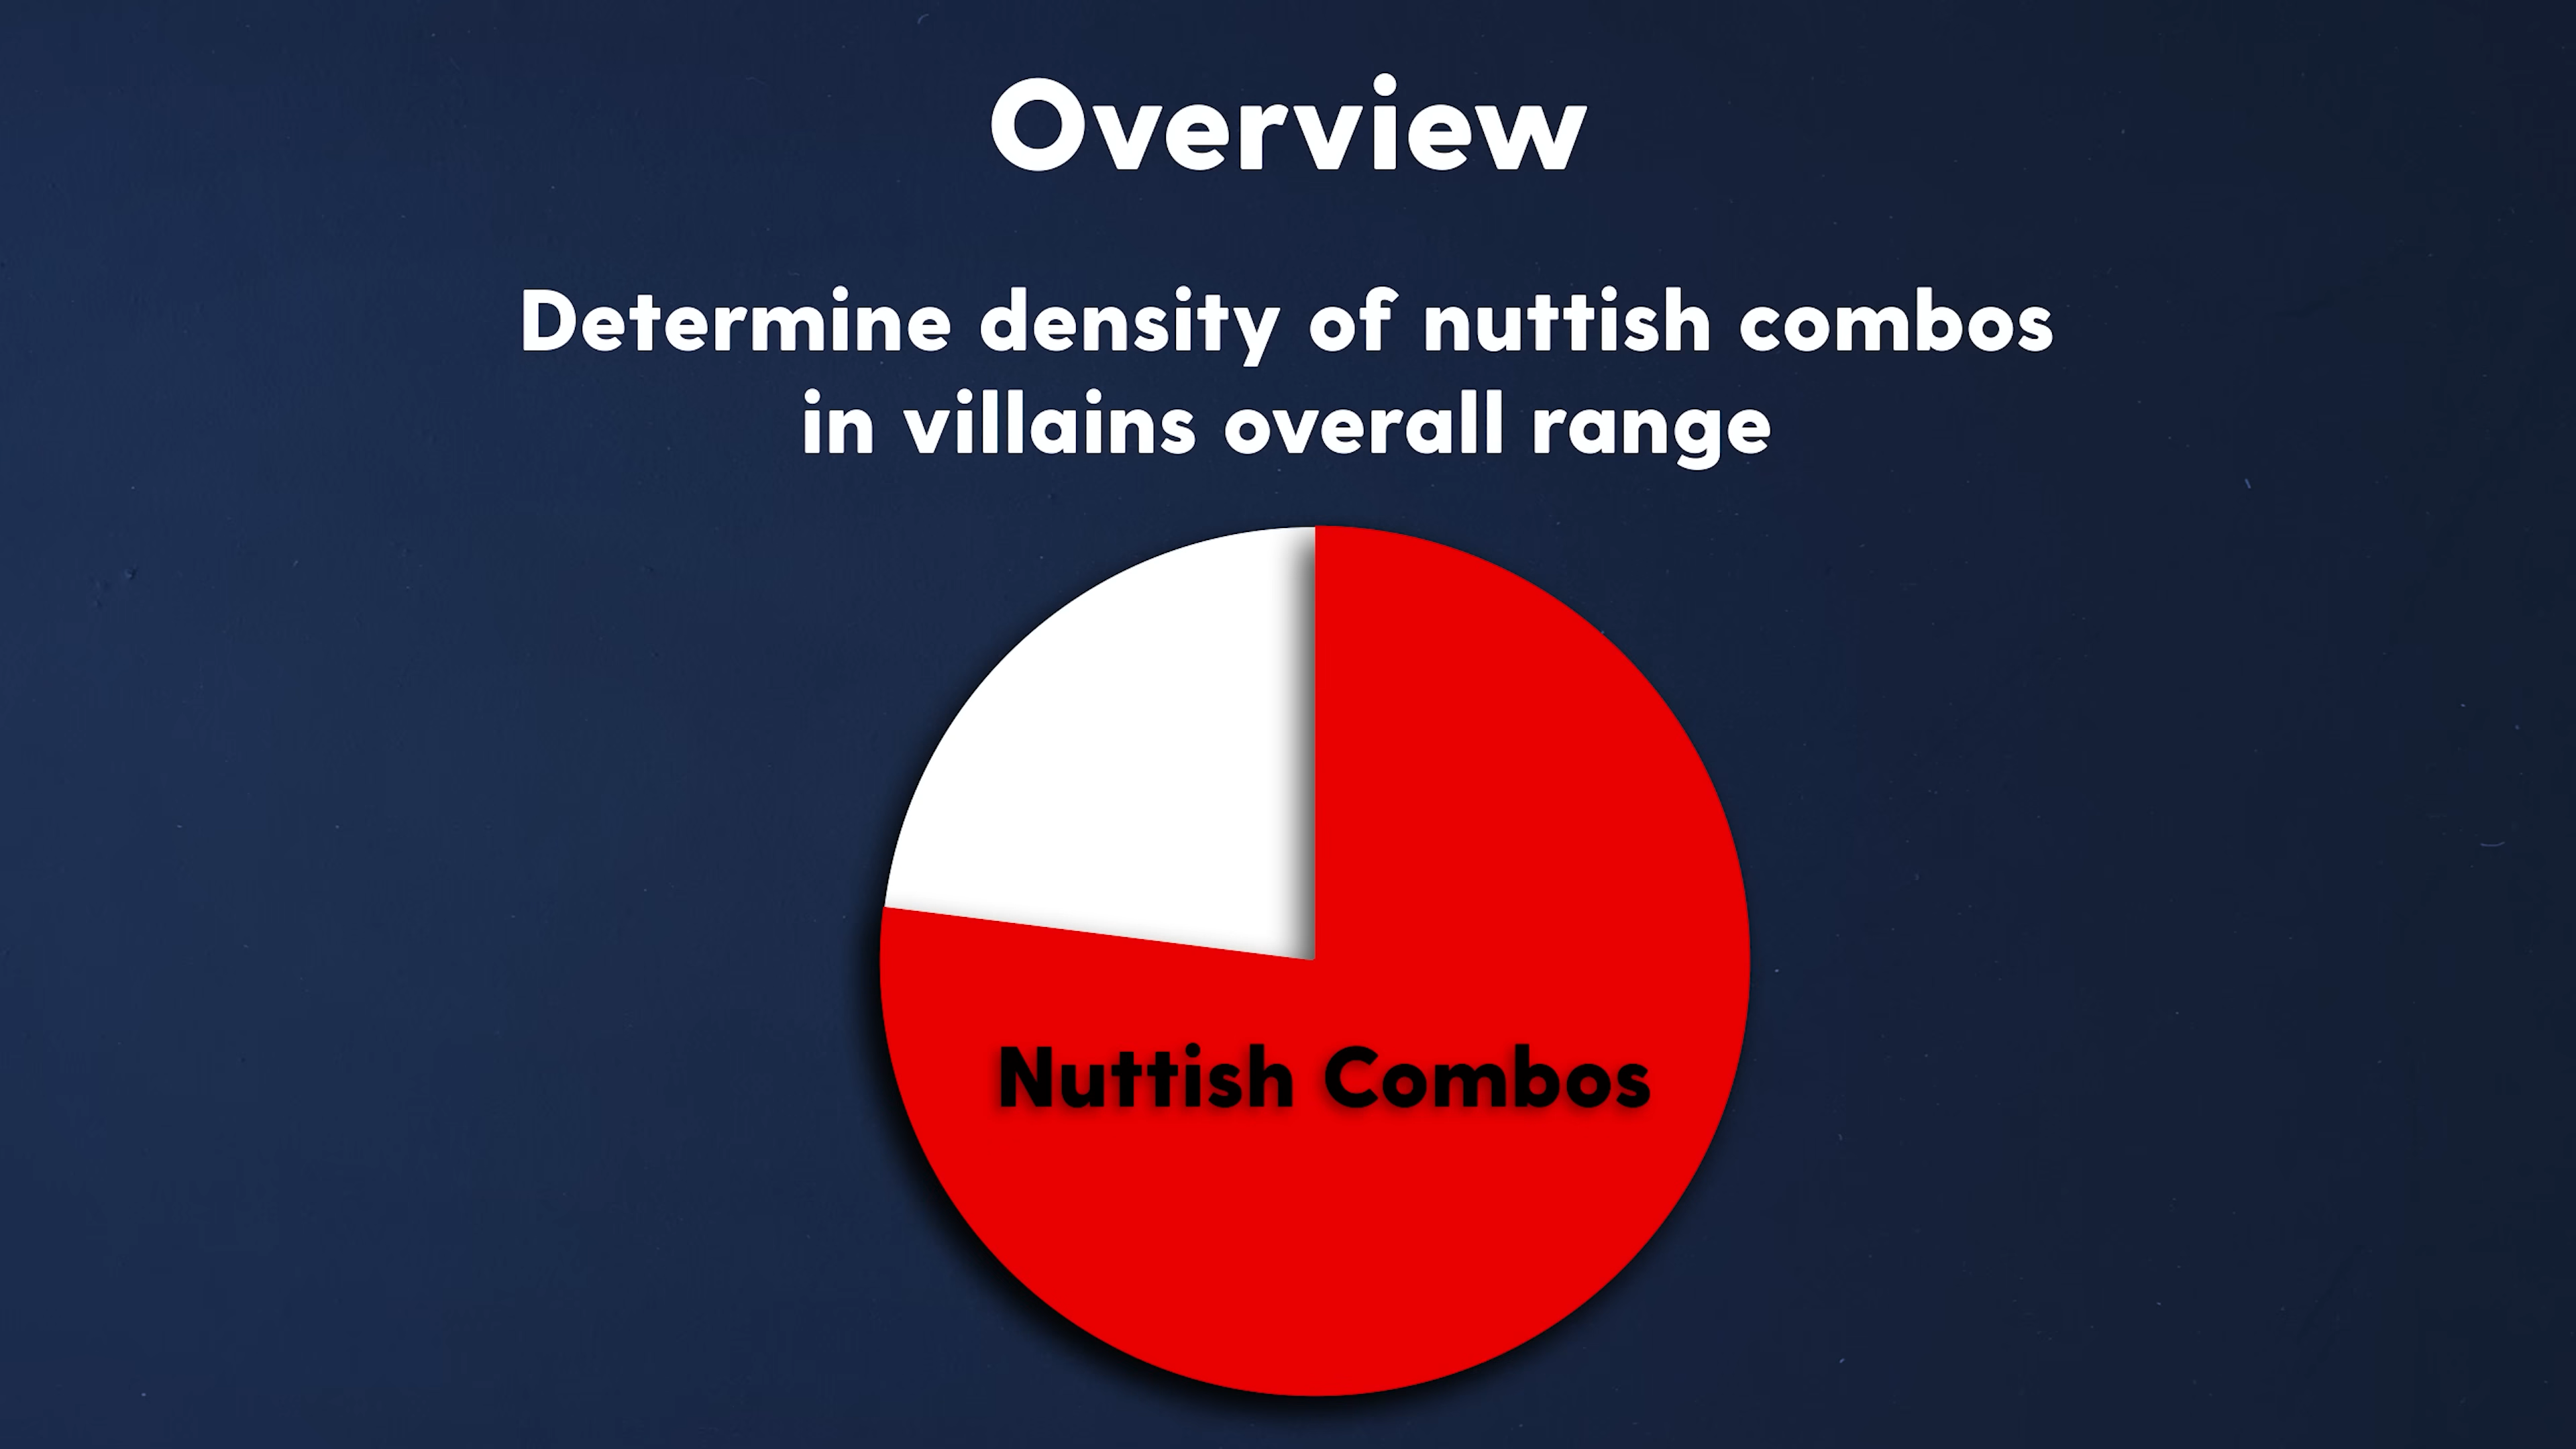 Overview
Determine density of nuttish combos
in villains overall range
Nuttish Combos